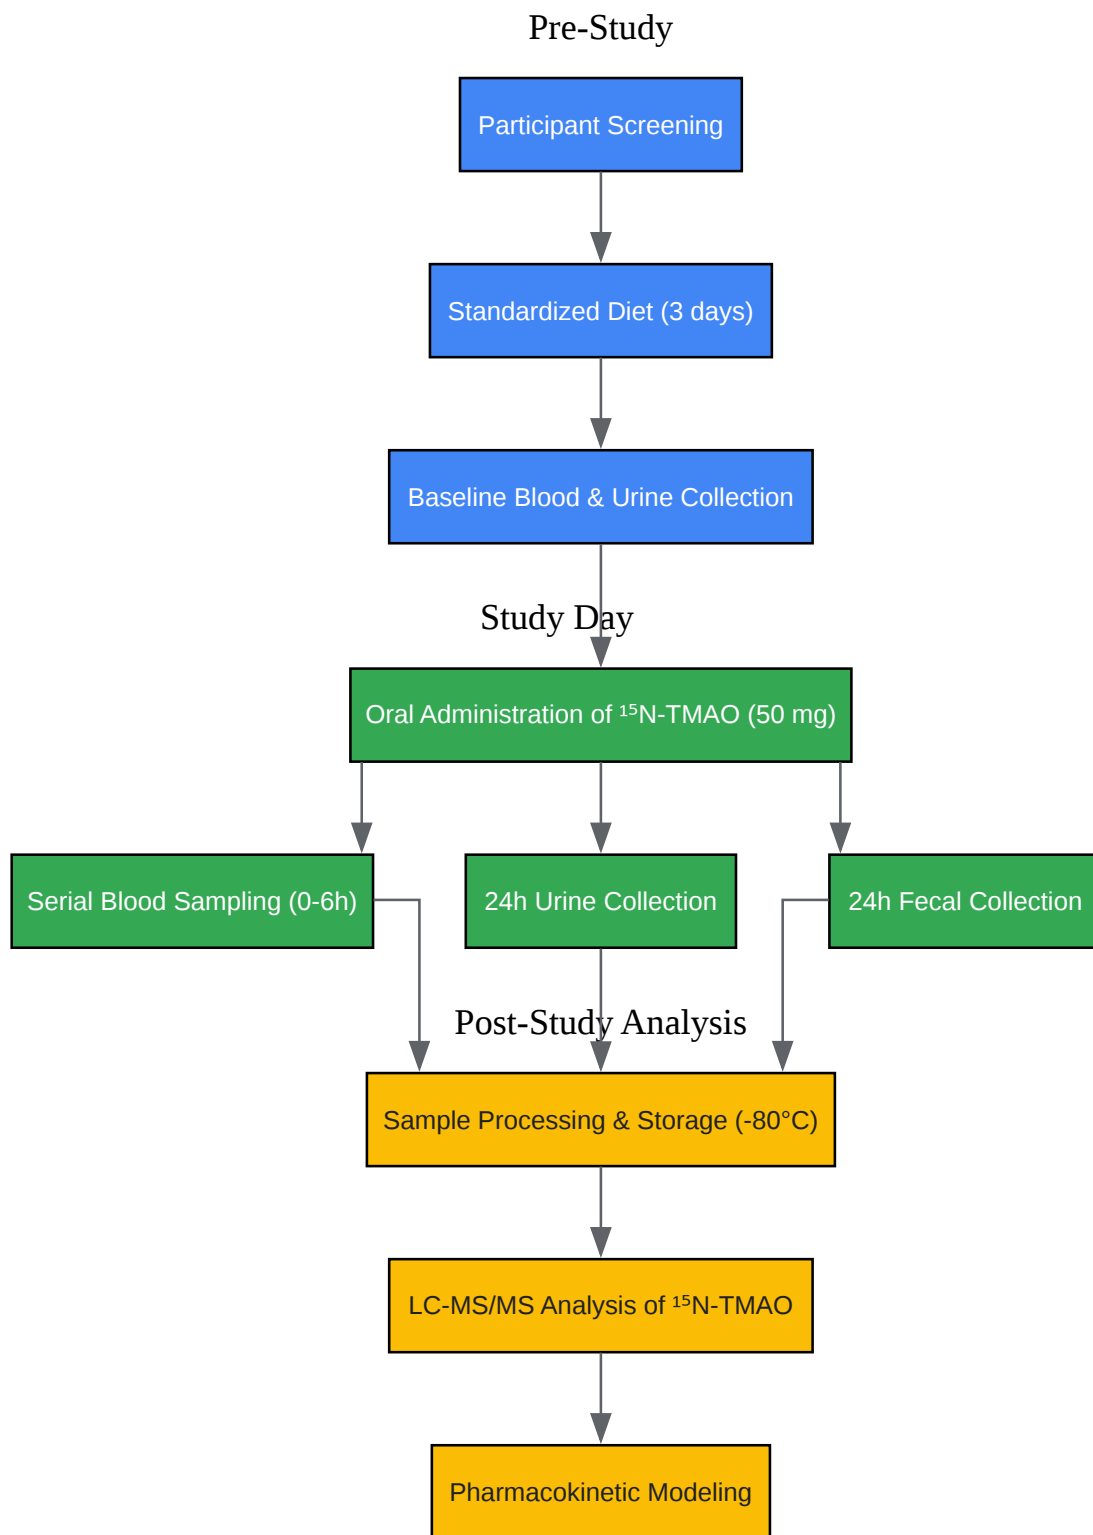 Pre-Study
Participant Screening
Standardized Diet (3 days)
Baseline Blood & Urine Collection
Study Day
Oral Administration of ¹⁵N-TMAO (50 mg)
Serial Blood Sampling (0-6h)
24h Urine Collection
24h Fecal Collection
Post-Study Analysis
Sample Processing & Storage (-80°C)
LC-MS/MS Analysis of ¹⁵N-TMAO
Pharmacokinetic Modeling